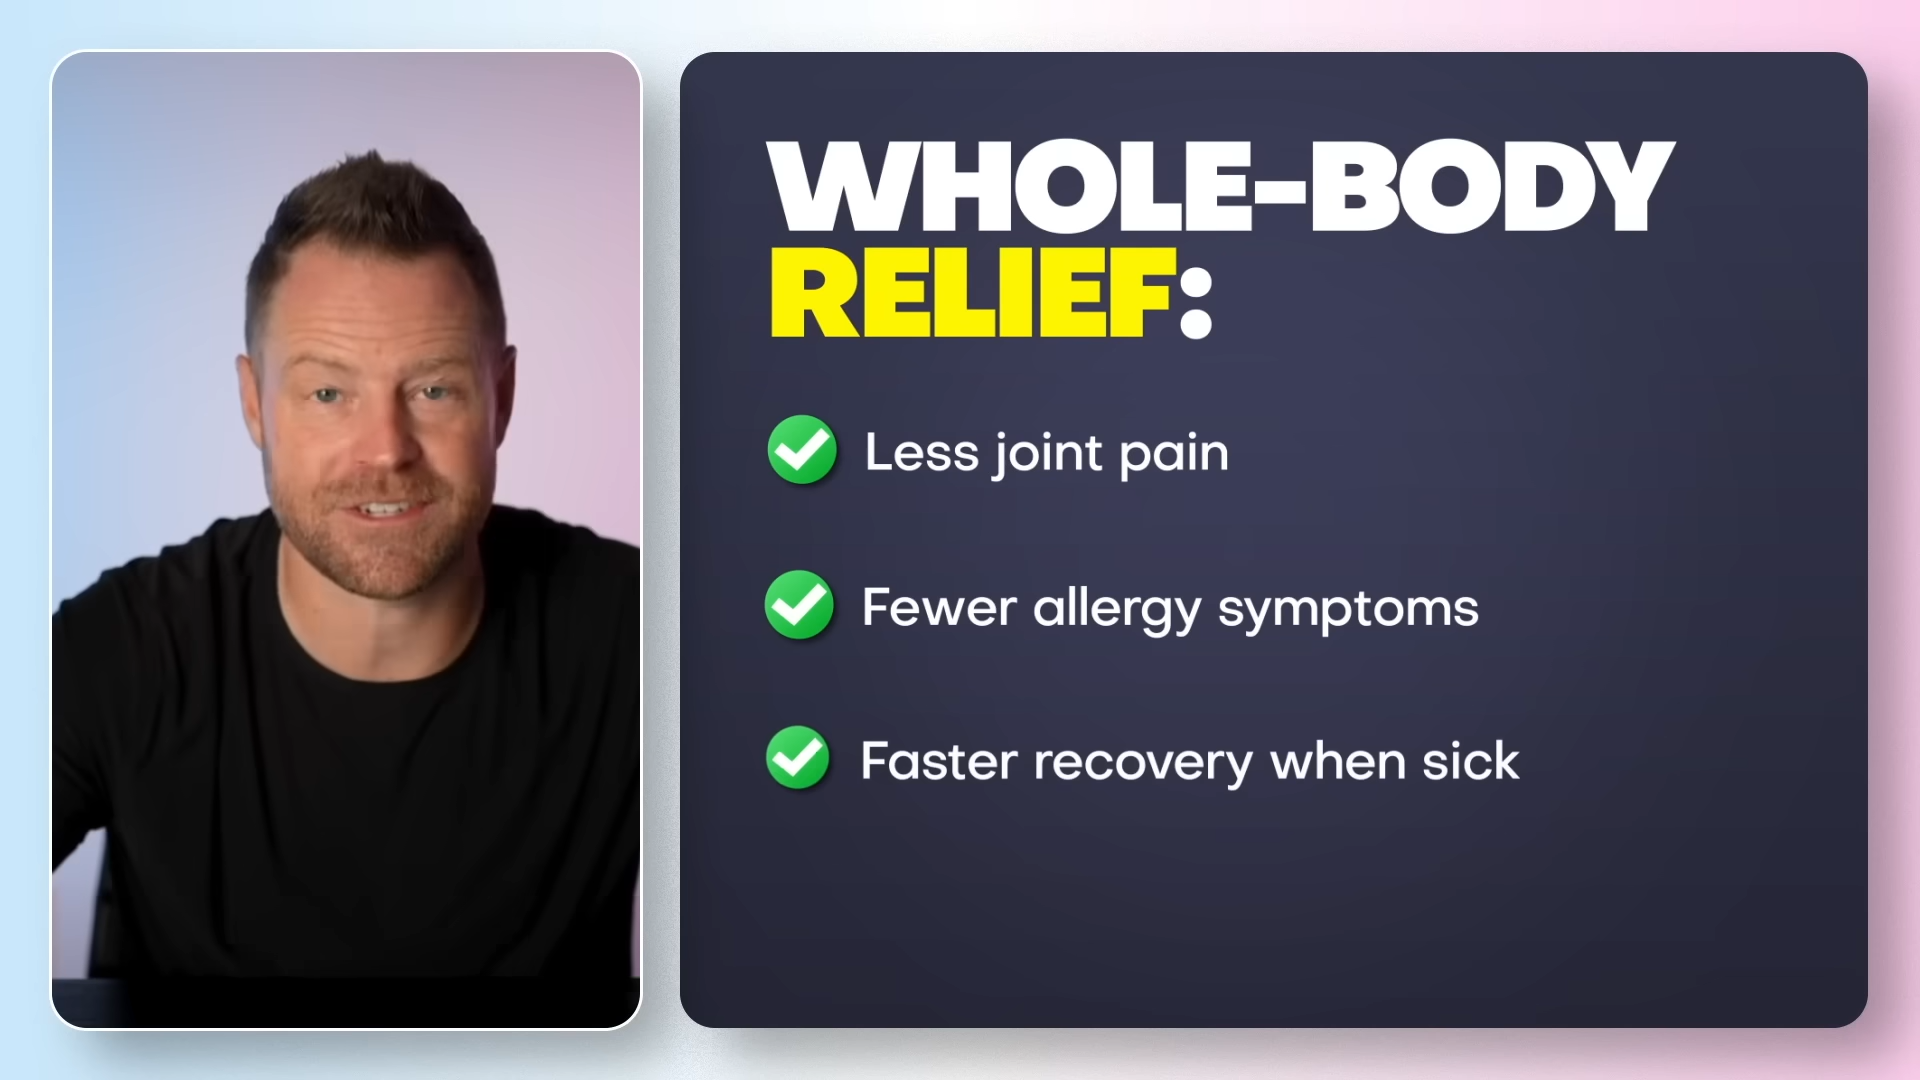 WHOLE-BODY
RELIEF:
Less joint pain
Fewer allergy symptoms
Faster recovery when sick